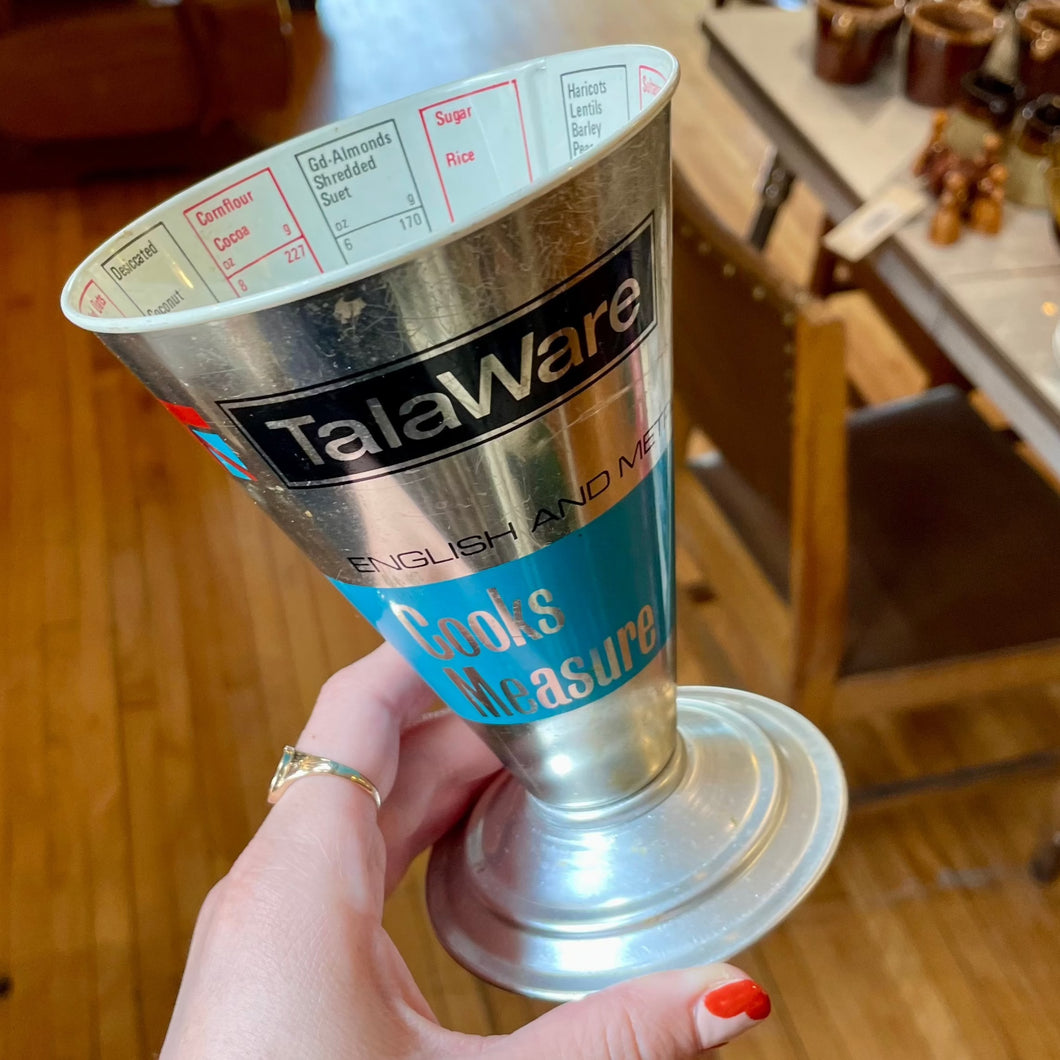 Desiccated
Coconut
Cornflour
Cocoa
oz g
8 227
Gd·Almonds
Shredded
Suet
oz g
6 170
Sugar
Rice
Haricots
Lentils
Barley
TalaWare
ENGLISH AND
Cooks
Measure